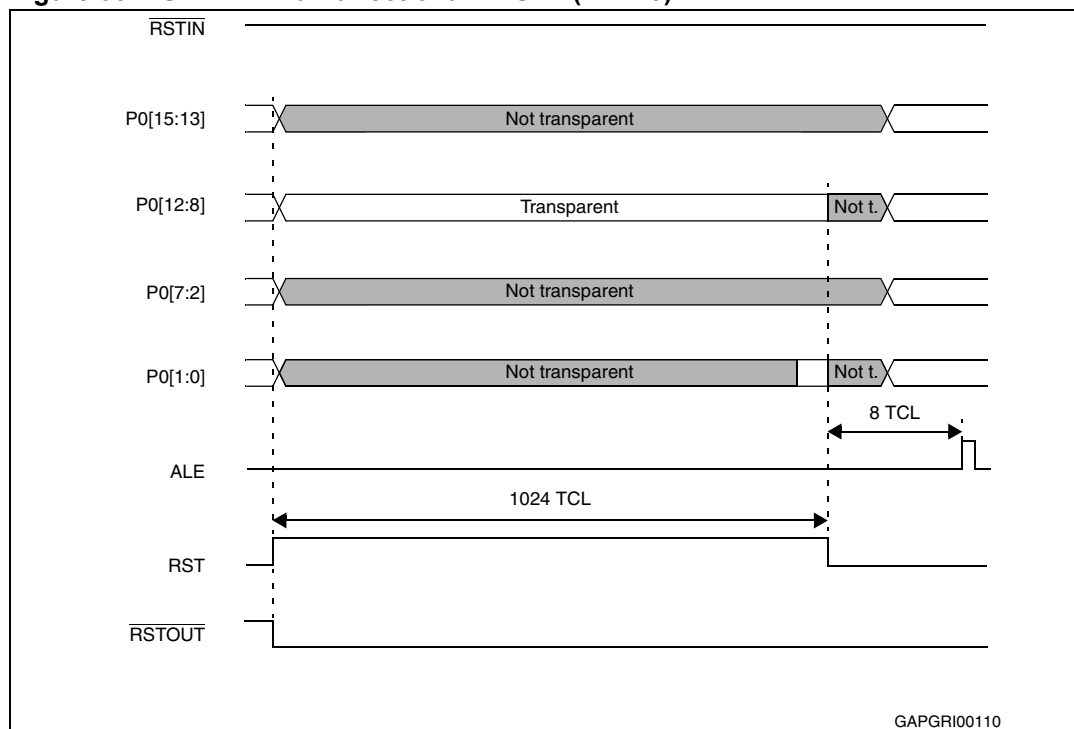 RSTIN
P0[15:13]
Not transparent
P0[12:8]
Transparent
Not t.
P0[7:2]
Not transparent
P0[1:0]
Not transparent
Not t.
8 TCL
ALE
1024 TCL
RST
RSTOUT
GAPGRI00110